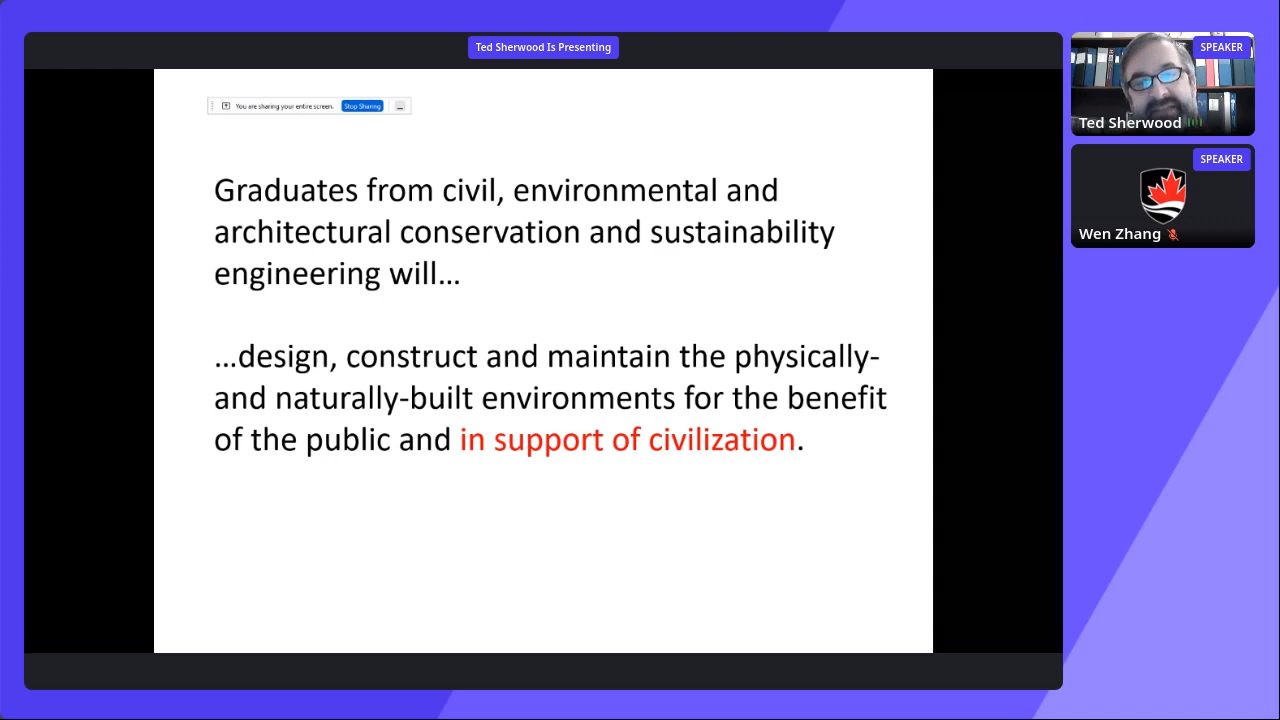 Ted Sherwood Is Presenting
SPEAKER
Ted Sherwood
SPEAKER
Wen Zhang
You are sharing your entire screen.
Stop Sharing
Graduates from civil, environmental and
architectural conservation and sustainability
engineering will…
…design, construct and maintain the physically-
and naturally-built environments for the benefit
of the public and in support of civilization.